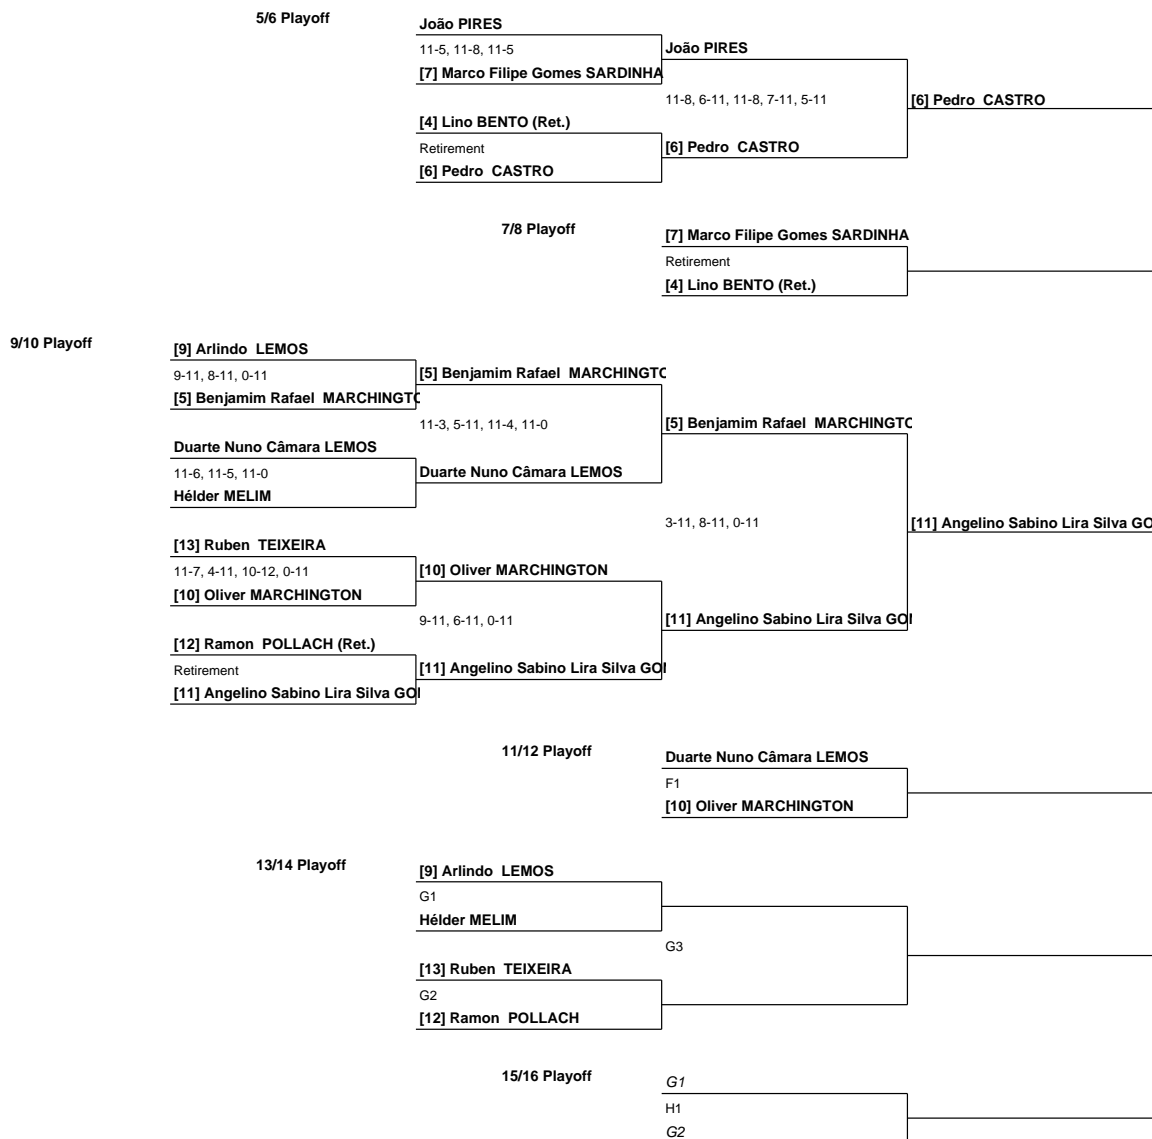 5/6 Playoff
João PIRES
11-5, 11-8, 11-5
[7] Marco Filipe Gomes SARDINHA
João PIRES
11-8, 6-11, 11-8, 7-11, 5-11
[6] Pedro CASTRO
[4] Lino BENTO (Ret.)
Retirement
[6] Pedro CASTRO
[6] Pedro CASTRO
7/8 Playoff
[7] Marco Filipe Gomes SARDINHA
Retirement
[4] Lino BENTO (Ret.)
9/10 Playoff
[9] Arlindo LEMOS
9-11, 8-11, 0-11
[5] Benjamim Rafael MARCHINGTO
[5] Benjamim Rafael MARCHINGTO
11-3, 5-11, 11-4, 11-0
[5] Benjamim Rafael MARCHINGTO
Duarte Nuno Câmara LEMOS
11-6, 11-5, 11-0
Hélder MELIM
Duarte Nuno Câmara LEMOS
3-11, 8-11, 0-11
[11] Angelino Sabino Lira Silva GO
[13] Ruben TEIXEIRA
11-7, 4-11, 10-12, 0-11
[10] Oliver MARCHINGTON
[10] Oliver MARCHINGTON
9-11, 6-11, 0-11
[11] Angelino Sabino Lira Silva GO
[12] Ramon POLLACH (Ret.)
Retirement
[11] Angelino Sabino Lira Silva GO
[11] Angelino Sabino Lira Silva GO
11/12 Playoff
Duarte Nuno Câmara LEMOS
F1
[10] Oliver MARCHINGTON
13/14 Playoff
[9] Arlindo LEMOS
G1
Hélder MELIM
G3
[13] Ruben TEIXEIRA
G2
[12] Ramon POLLACH
15/16 Playoff
G1
H1
G2